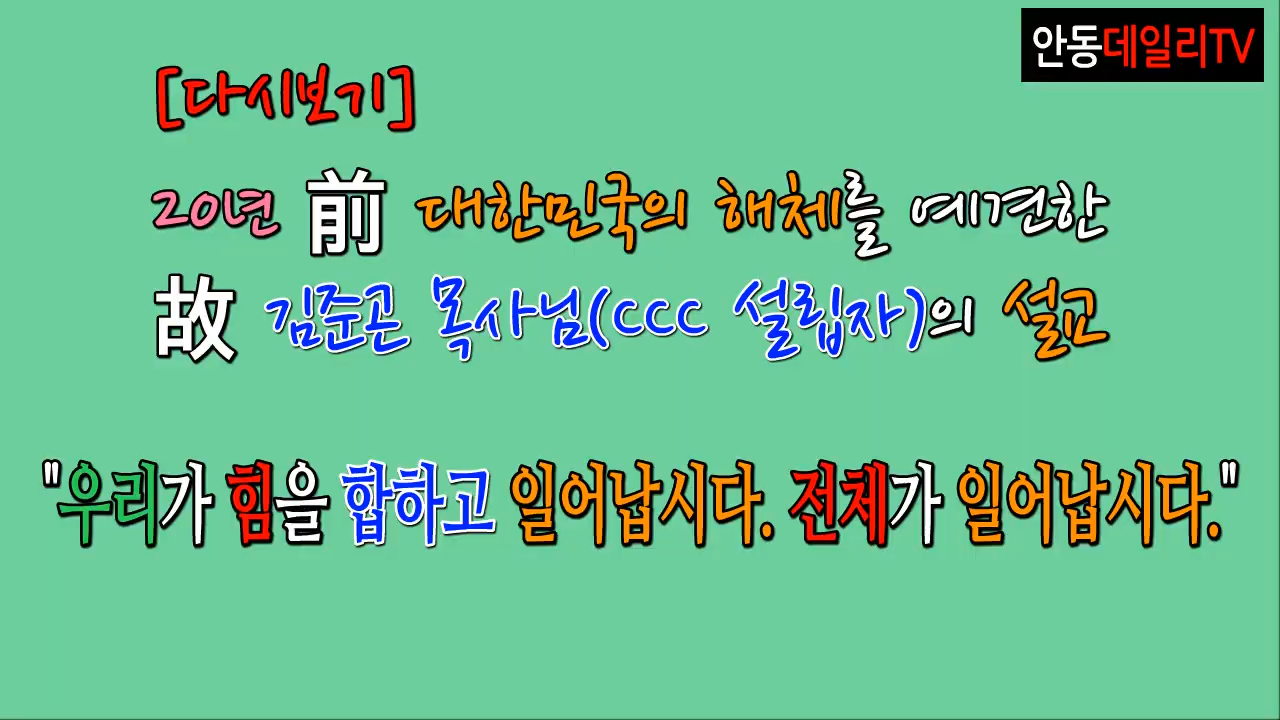 안동데일리TV
[다시보기]
20년 前 대한민국의 해체를 예견한
故 김준곤 목사님(CCC 설립자)의 설교
"우리가 힘을 합하고 일어납시다. 전체가 일어납시다."